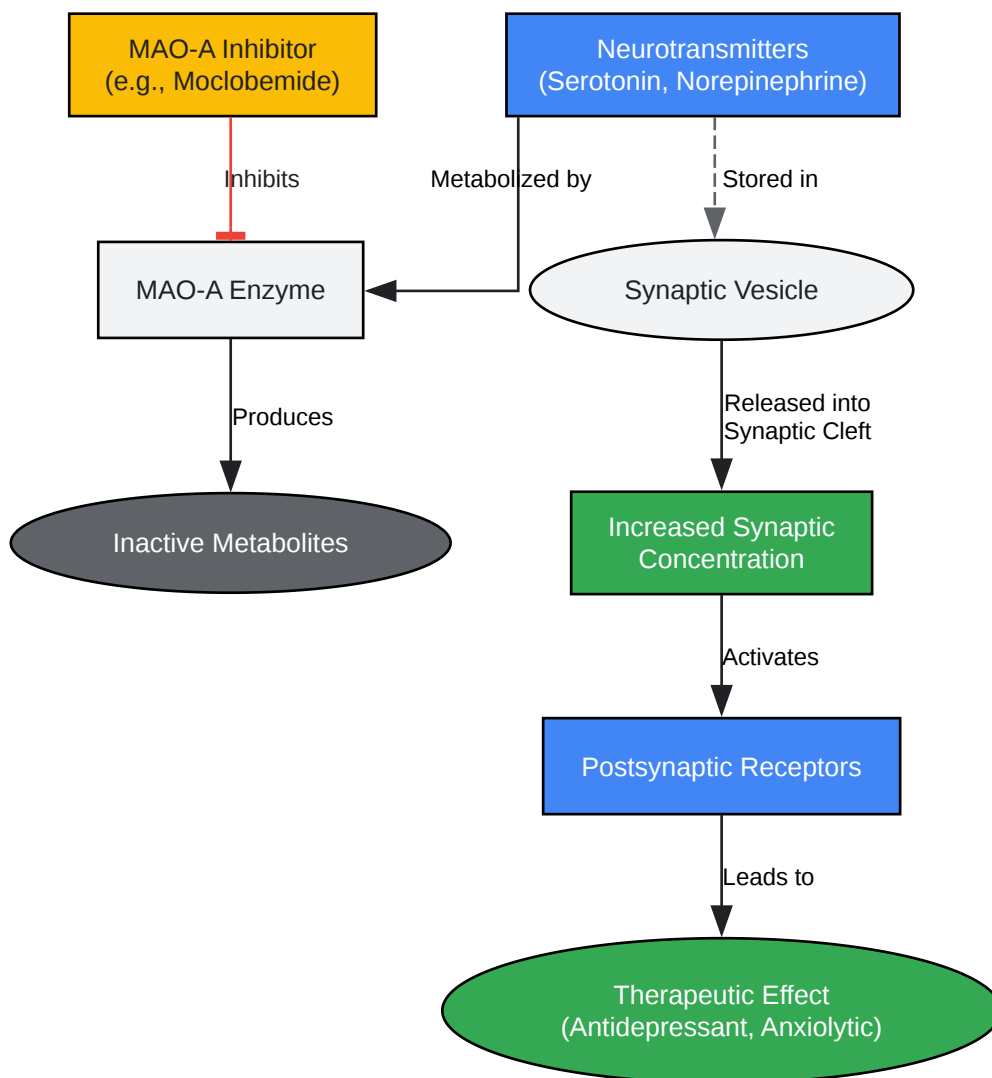 MAO-A Inhibitor
(e.g., Moclobemide)
Neurotransmitters
(Serotonin, Norepinephrine)
Inhibits
Metabolized by
Stored in
MAO-A Enzyme
Synaptic Vesicle
Produces
Released into
Synaptic Cleft
Inactive Metabolites
Increased Synaptic
Concentration
Activates
Postsynaptic Receptors
Leads to
Therapeutic Effect
(Antidepressant, Anxiolytic)